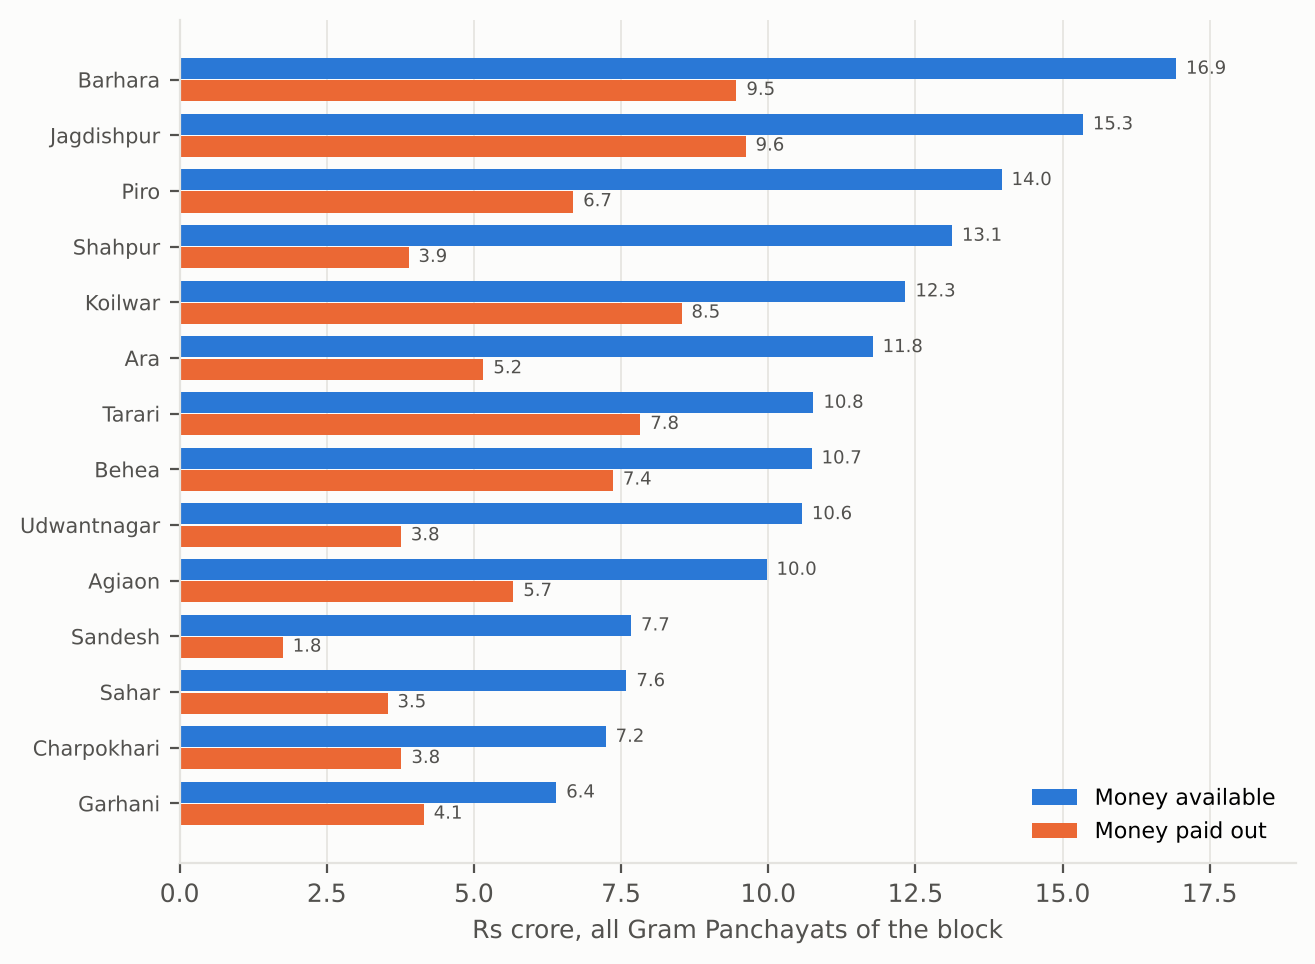 Barhara 16.9
9.5
Jagdishpur 15.3
9.6
Piro 14.0
6.7
Shahpur 13.1
3.9
Koilwar 12.3
8.5
Ara 11.8
5.2
Tarari 10.8
7.8
Behea 10.7
7.4
Udwantnagar 10.6
3.8
Agiaon 10.0
5.7
Sandesh 7.7
1.8
Sahar 7.6
3.5
Charpokhari 7.2
3.8
Garhani 6.4
4.1
Money available
Money paid out
0.0 2.5 5.0 7.5 10.0 12.5 15.0 17.5
Rs crore, all Gram Panchayats of the block